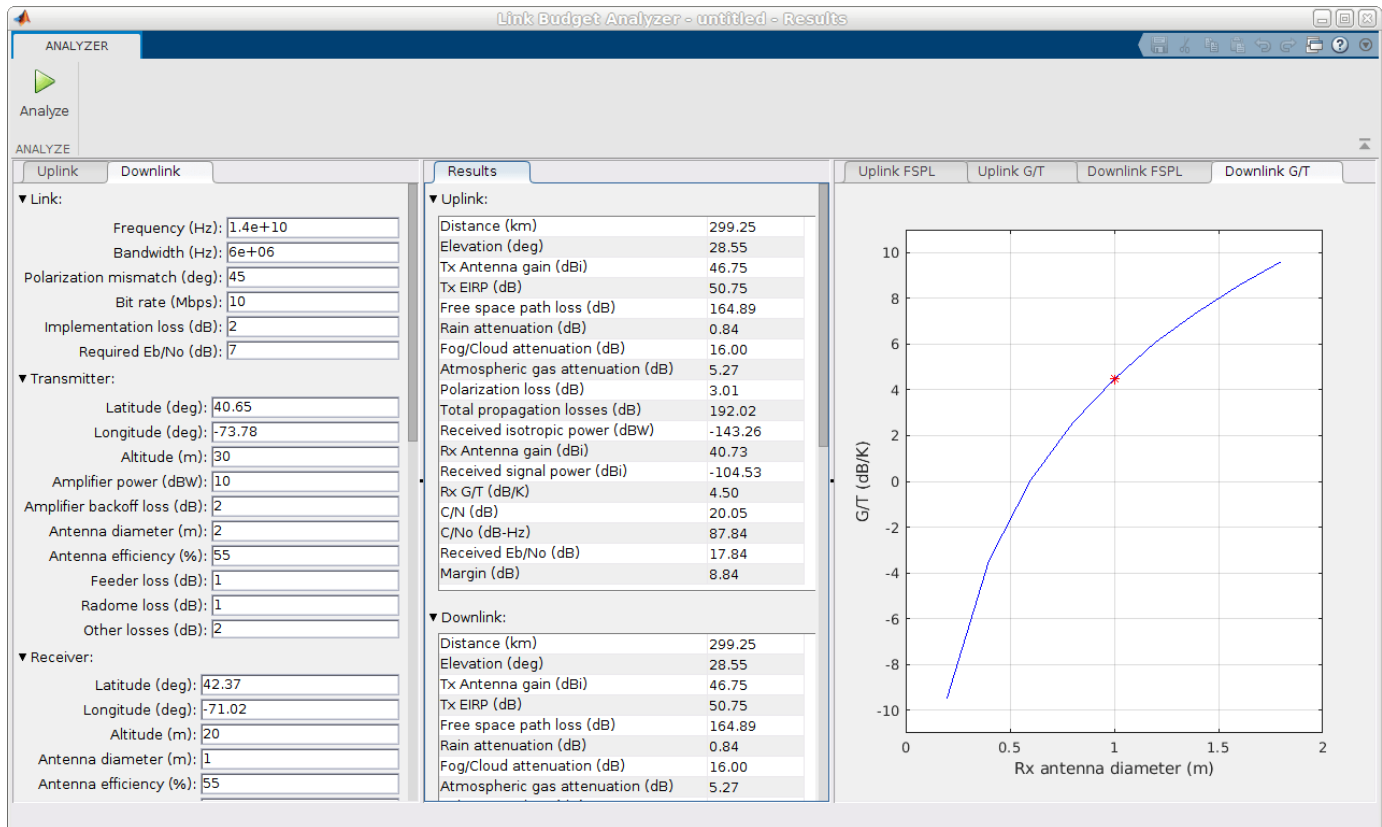 Link Budget Analyzer - untitled - Results
ANALYZER
Analyze
ANALYZE
Uplink Downlink
▼ Link:
Frequency (Hz): 1.4e+10
Bandwidth (Hz): 6e+06
Polarization mismatch (deg): 45
Bit rate (Mbps): 10
Implementation loss (dB): 2
Required Eb/No (dB): 7
▼ Transmitter:
Latitude (deg): 40.65
Longitude (deg): -73.78
Altitude (m): 30
Amplifier power (dBW): 10
Amplifier backoff loss (dB): 2
Antenna diameter (m): 2
Antenna efficiency (%): 55
Feeder loss (dB): 1
Radome loss (dB): 1
Other losses (dB): 2
▼ Receiver:
Latitude (deg): 42.37
Longitude (deg): -71.02
Altitude (m): 20
Antenna diameter (m): 1
Antenna efficiency (%): 55
Results
▼ Uplink:
Distance (km) 299.25
Elevation (deg) 28.55
Tx Antenna gain (dBi) 46.75
Tx EIRP (dB) 50.75
Free space path loss (dB) 164.89
Rain attenuation (dB) 0.84
Fog/Cloud attenuation (dB) 16.00
Atmospheric gas attenuation (dB) 5.27
Polarization loss (dB) 3.01
Total propagation losses (dB) 192.02
Received isotropic power (dBW) -143.26
Rx Antenna gain (dBi) 40.73
Received signal power (dBi) -104.53
Rx G/T (dB/K) 4.50
C/N (dB) 20.05
C/No (dB-Hz) 87.84
Received Eb/No (dB) 17.84
Margin (dB) 8.84
▼ Downlink:
Distance (km) 299.25
Elevation (deg) 28.55
Tx Antenna gain (dBi) 46.75
Tx EIRP (dB) 50.75
Free space path loss (dB) 164.89
Rain attenuation (dB) 0.84
Fog/Cloud attenuation (dB) 16.00
Atmospheric gas attenuation (dB) 5.27
Uplink FSPL Uplink G/T Downlink FSPL Downlink G/T
10
8
6
4
2
0
-2
-4
-6
-8
-10
G/T (dB/K)
0 0.5 1 1.5 2
Rx antenna diameter (m)